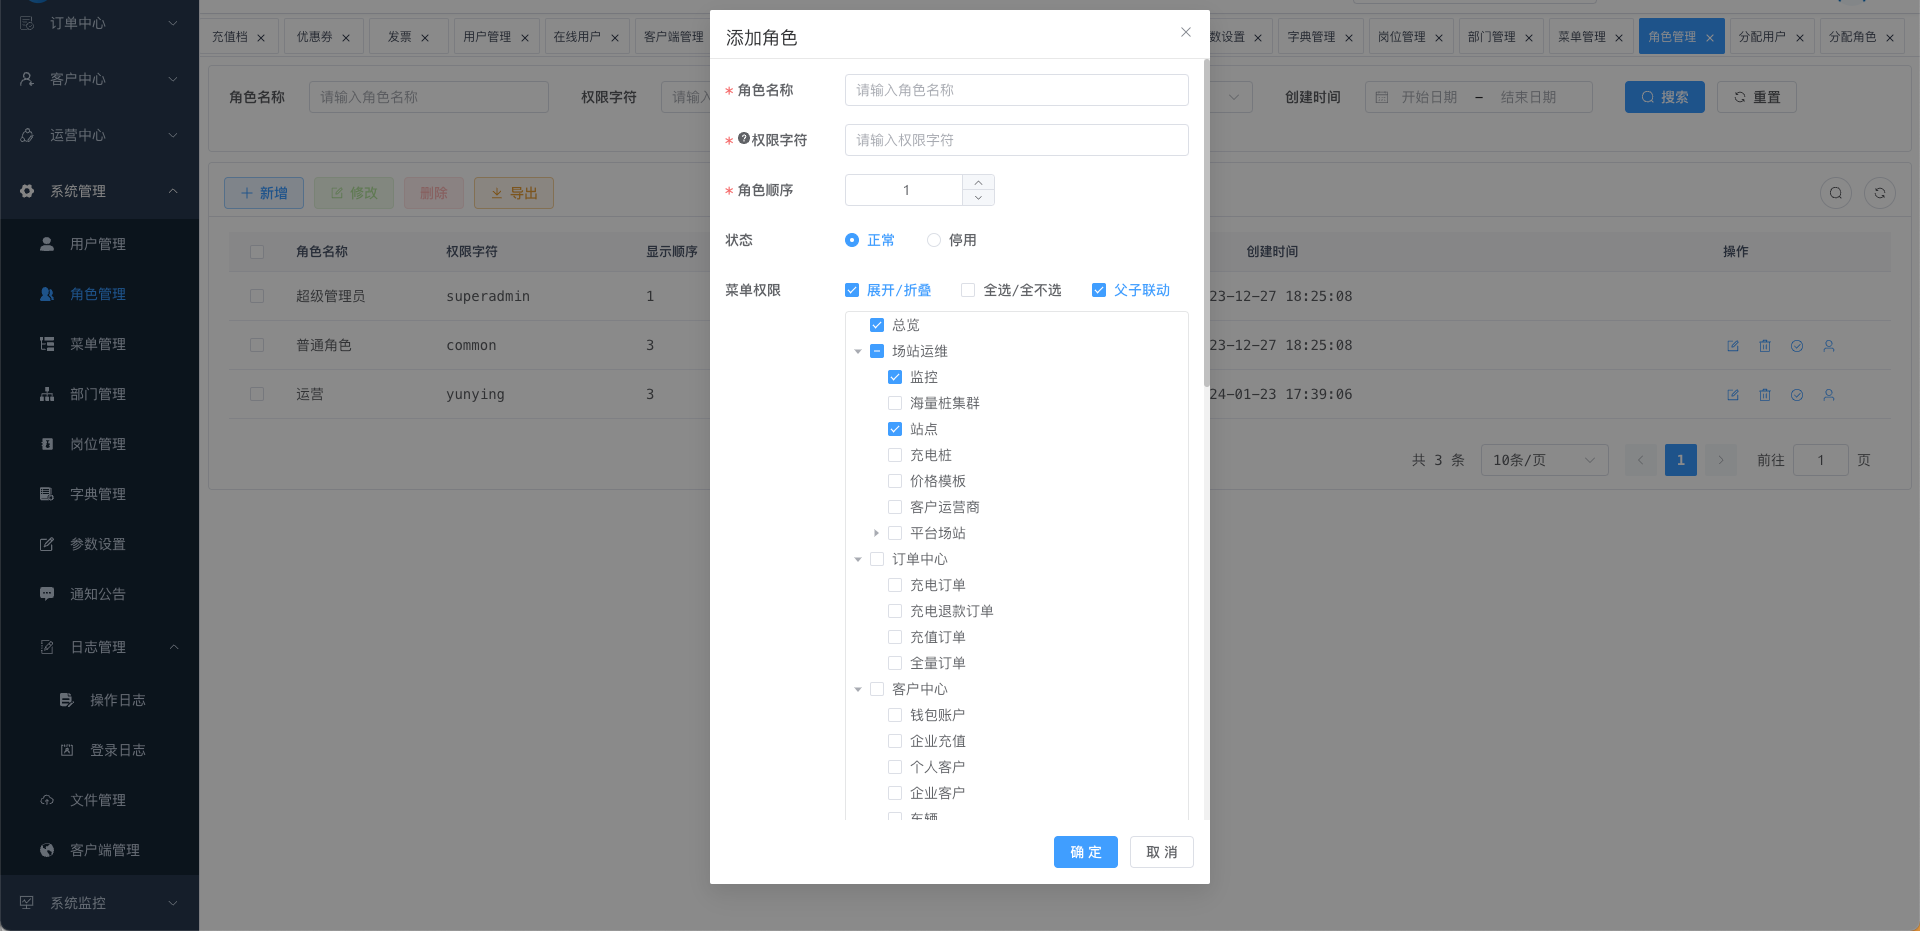 订单中心
客户中心
运营中心
系统管理
用户管理
角色管理
菜单管理
部门管理
岗位管理
字典管理
参数设置
通知公告
日志管理
操作日志
登录日志
文件管理
客户端管理
系统监控
充值档 优惠券 发票 用户管理 在线用户 客户端管理
数设置 字典管理 岗位管理 部门管理 菜单管理 角色管理 分配用户 分配角色
角色名称 请输入角色名称 权限字符 请输入
创建时间 开始日期 – 结束日期 搜索 重置
新增 修改 删除 导出
角色名称 权限字符 显示顺序 创建时间 操作
超级管理员 superadmin 1 23-12-27 18:25:08
普通角色 common 3 23-12-27 18:25:08
运营 yunying 3 24-01-23 17:39:06
共 3 条 10条/页 1 前往 1 页
添加角色
* 角色名称 请输入角色名称
* 权限字符 请输入权限字符
* 角色顺序 1
状态 正常 停用
菜单权限 展开/折叠 全选/全不选 父子联动
总览
场站运维
监控
海量桩集群
站点
充电桩
价格模板
客户运营商
平台场站
订单中心
充电订单
充电退款订单
充值订单
全量订单
客户中心
钱包账户
企业充值
个人客户
企业客户
车辆
确 定 取 消